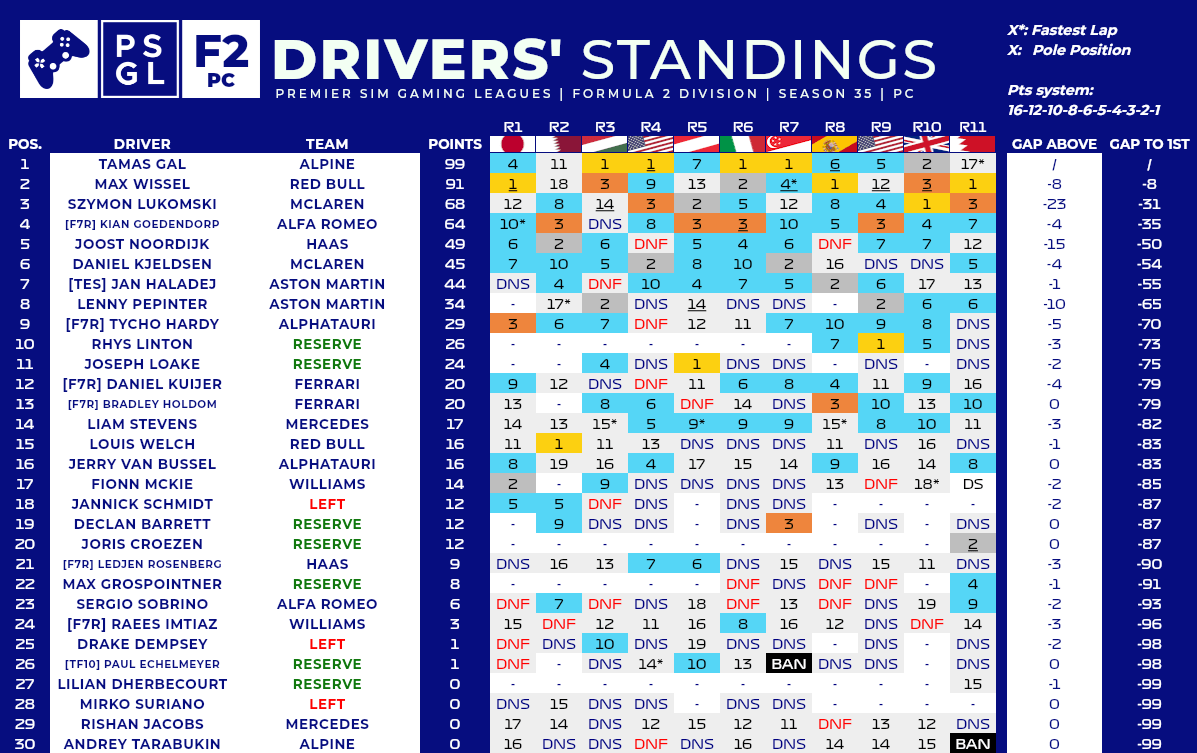 PS
GL
F2
PC
DRIVERS' STANDINGS
PREMIER SIM GAMING LEAGUES | FORMULA 2 DIVISION | SEASON 35 | PC
X*: Fastest Lap
X: Pole Position
Pts system:
16-12-10-8-6-5-4-3-2-1
POS. DRIVER TEAM POINTS R1 R2 R3 R4 R5 R6 R7 R8 R9 R10 R11 GAP ABOVE GAP TO 1ST
1 TAMAS GAL ALPINE 99 4 11 1 1 7 1 1 6 5 2 17* / /
2 MAX WISSEL RED BULL 91 1 18 3 9 13 2 4* 1 12 3 1 -8 -8
3 SZYMON LUKOMSKI MCLAREN 68 12 8 14 3 2 5 12 8 4 1 3 -23 -31
4 [F7R] KIAN GOEDENDORP ALFA ROMEO 64 10* 3 DNS 8 3 3 10 5 3 4 7 -4 -35
5 JOOST NOORDIJK HAAS 49 6 2 6 DNF 5 4 6 DNF 7 7 12 -15 -50
6 DANIEL KJELDSEN MCLAREN 45 7 10 5 2 8 10 2 16 DNS DNS 5 -4 -54
7 [TES] JAN HALADEJ ASTON MARTIN 44 DNS 4 DNF 10 4 7 5 2 6 17 13 -1 -55
8 LENNY PEPINTER ASTON MARTIN 34 - 17* 2 DNS 14 DNS DNS - 2 6 6 -10 -65
9 [F7R] TYCHO HARDY ALPHATAURI 29 3 6 7 DNF 12 11 7 10 9 8 DNS -5 -70
10 RHYS LINTON RESERVE 26 - - - - - - - 7 1 5 DNS -3 -73
11 JOSEPH LOAKE RESERVE 24 - - 4 DNS 1 DNS DNS - DNS - DNS -2 -75
12 [F7R] DANIEL KUIJER FERRARI 20 9 12 DNS DNF 11 6 8 4 11 9 16 -4 -79
13 [F7R] BRADLEY HOLDOM FERRARI 20 13 - 8 6 DNF 14 DNS 3 10 13 10 0 -79
14 LIAM STEVENS MERCEDES 17 14 13 15* 5 9* 9 9 15* 8 10 11 -3 -82
15 LOUIS WELCH RED BULL 16 11 1 11 13 DNS DNS DNS 11 DNS 16 DNS -1 -83
16 JERRY VAN BUSSEL ALPHATAURI 16 8 19 16 4 17 15 14 9 16 14 8 0 -83
17 FIONN MCKIE WILLIAMS 14 2 - 9 DNS DNS DNS DNS 13 DNF 18* DS -2 -85
18 JANNICK SCHMIDT LEFT 12 5 5 DNF DNS - DNS DNS - - - - -2 -87
19 DECLAN BARRETT RESERVE 12 - 9 DNS DNS - DNS 3 - DNS - DNS 0 -87
20 JORIS CROEZEN RESERVE 12 - - - - - - - - - - 2 0 -87
21 [F7R] LEDJEN ROSENBERG HAAS 9 DNS 16 13 7 6 DNS 15 DNS 15 11 DNS -3 -90
22 MAX GROSPOINTNER RESERVE 8 - - - - - DNF DNS DNF DNF - 4 -1 -91
23 SERGIO SOBRINO ALFA ROMEO 6 DNF 7 DNF DNS 18 DNF 13 DNF DNS 19 9 -2 -93
24 [F7R] RAEES IMTIAZ WILLIAMS 3 15 DNF 12 11 16 8 16 12 DNS DNF 14 -3 -96
25 DRAKE DEMPSEY LEFT 1 DNF DNS 10 DNS 19 DNS DNS - DNS - - -2 -98
26 [TF10] PAUL ECHELMEYER RESERVE 1 DNF - DNS 14* 10 13 BAN DNS DNS - DNS 0 -98
27 LILIAN DHERBECOURT RESERVE 0 - - - - - - - - - - 15 -1 -99
28 MIRKO SURIANO LEFT 0 DNS 15 DNS DNS - DNS DNS - - - - 0 -99
29 RISHAN JACOBS MERCEDES 0 17 14 DNS 12 15 12 11 DNF 13 12 DNS 0 -99
30 ANDREY TARABUKIN ALPINE 0 16 DNS DNS DNF DNS 16 DNS 14 14 15 BAN 0 -99